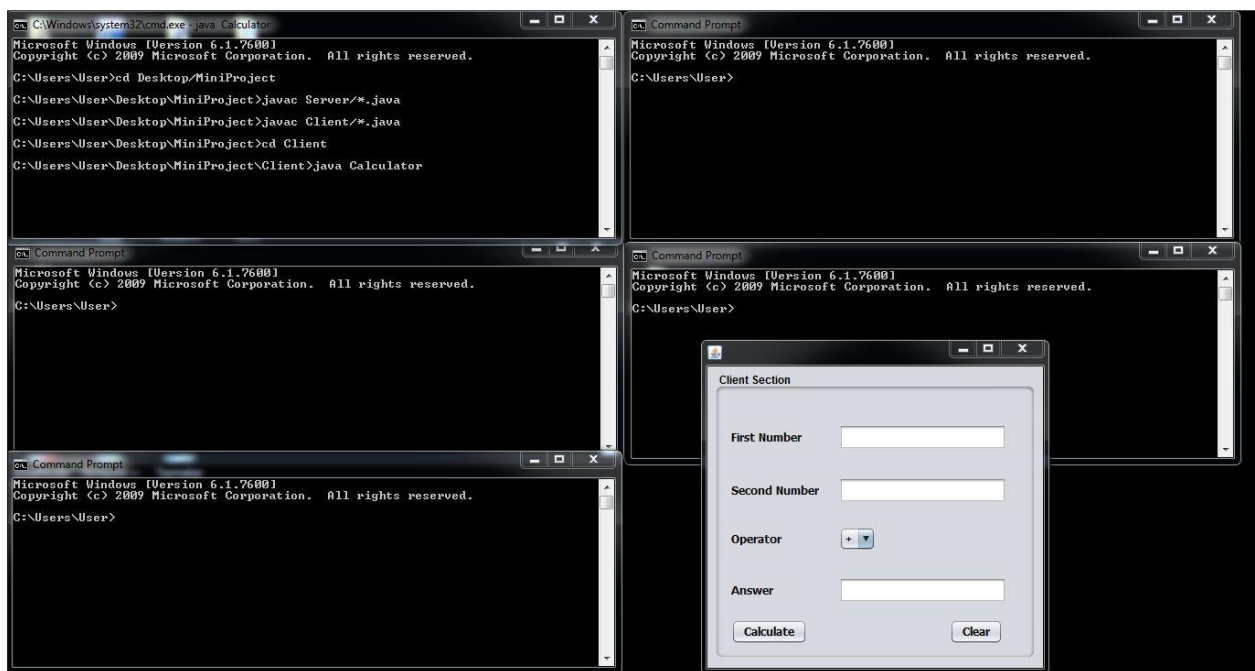 C:\Windows\system32\cmd.exe - java Calculator
Microsoft Windows [Version 6.1.7600]
Copyright (c) 2009 Microsoft Corporation. All rights reserved.
C:\Users\User>cd Desktop/MiniProject
C:\Users\User\Desktop\MiniProject>javac Server/*.java
C:\Users\User\Desktop\MiniProject>javac Client/*.java
C:\Users\User\Desktop\MiniProject>cd Client
C:\Users\User\Desktop\MiniProject\Client>java Calculator
Command Prompt
Microsoft Windows [Version 6.1.7600]
Copyright (c) 2009 Microsoft Corporation. All rights reserved.
C:\Users\User>
Command Prompt
Microsoft Windows [Version 6.1.7600]
Copyright (c) 2009 Microsoft Corporation. All rights reserved.
C:\Users\User>
Command Prompt
Microsoft Windows [Version 6.1.7600]
Copyright (c) 2009 Microsoft Corporation. All rights reserved.
C:\Users\User>
Command Prompt
Microsoft Windows [Version 6.1.7600]
Copyright (c) 2009 Microsoft Corporation. All rights reserved.
C:\Users\User>
Client Section
First Number
Second Number
Operator +
Answer
Calculate Clear